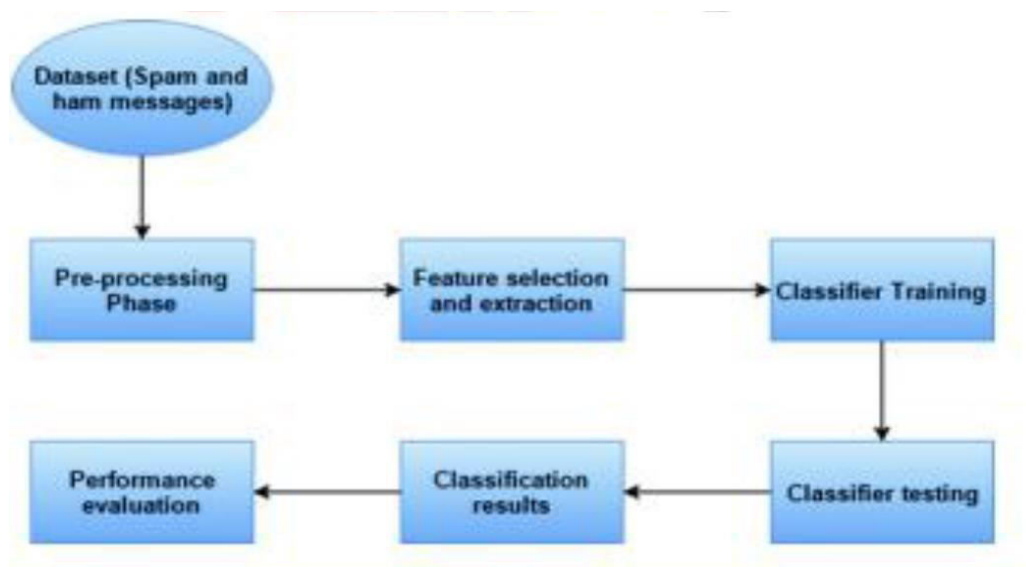 Dataset (Spam and
ham messages)
Pre-processing
Phase
Feature selection
and extraction
Classifier Training
Performance
evaluation
Classification
results
Classifier testing